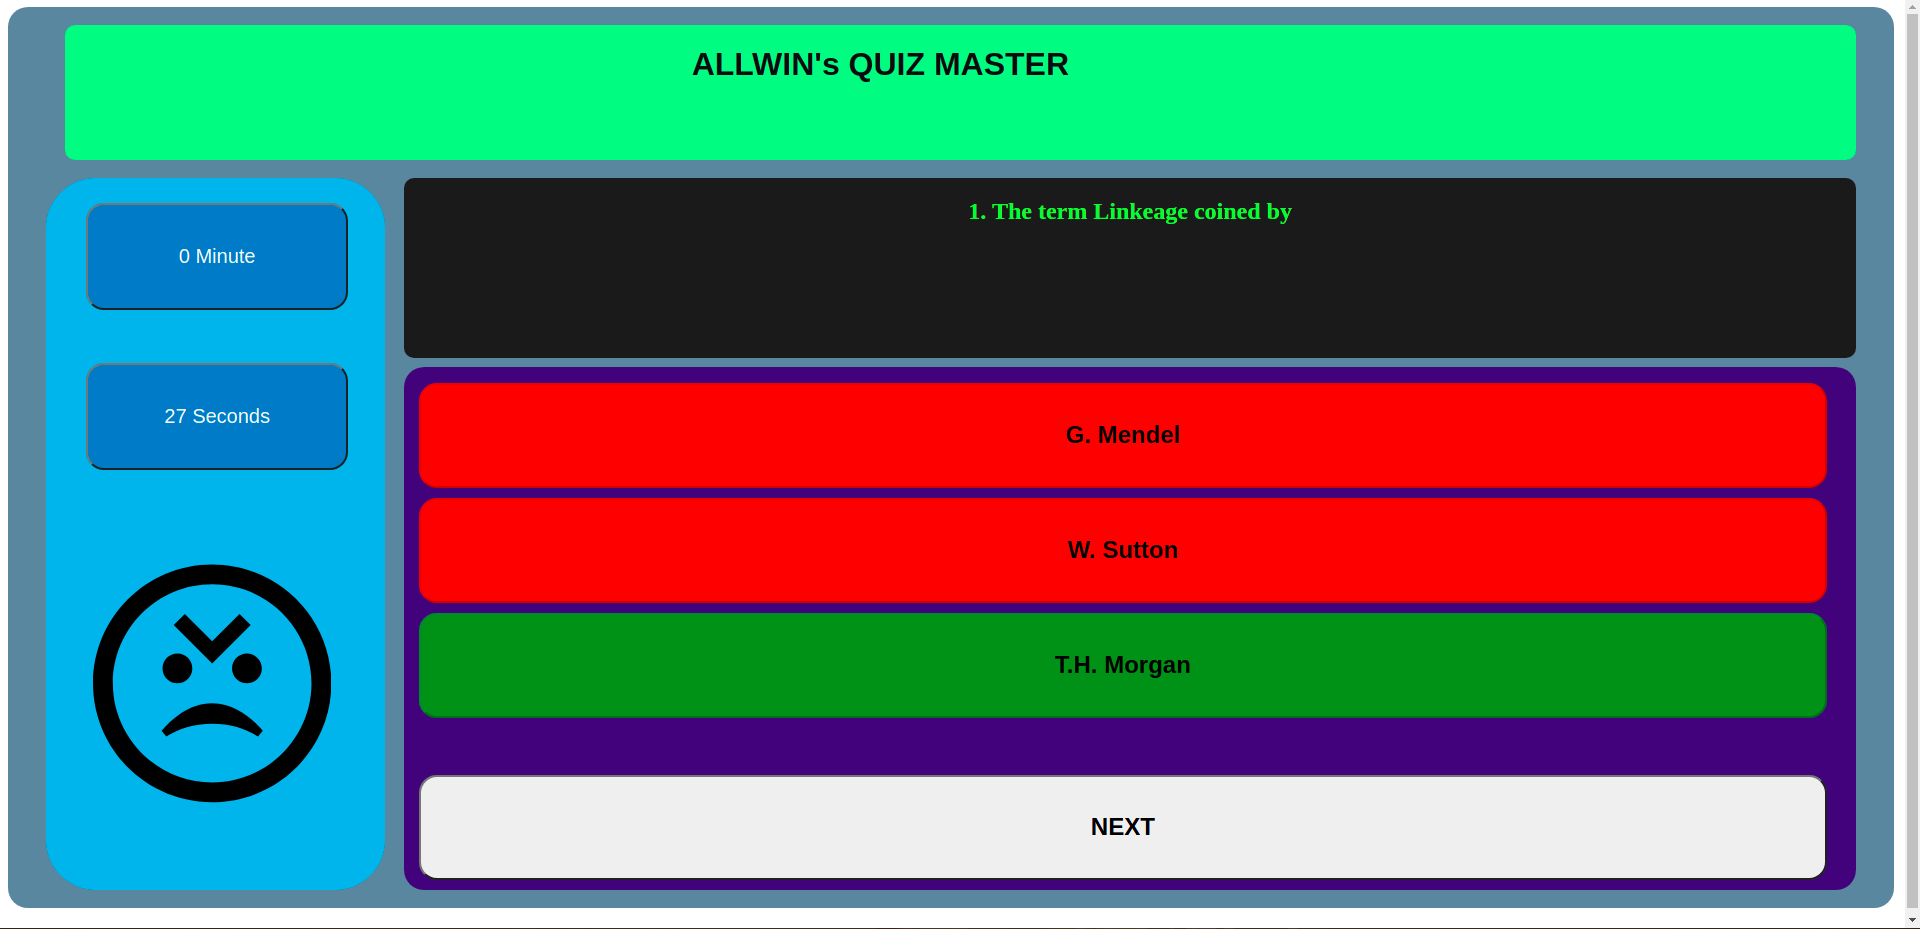 ALLWIN's QUIZ MASTER
0 Minute
27 Seconds
1. The term Linkeage coined by
G. Mendel
W. Sutton
T.H. Morgan
NEXT